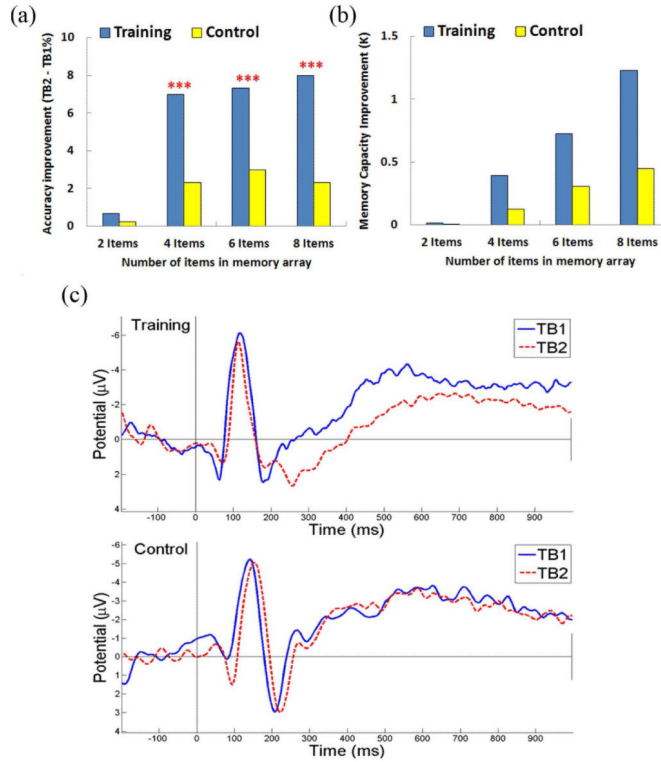 (a)
Training Control
Accuracy improvement (TB2 - TB1%)
10
8
6
4
2
0
***
***
***
2 Items 4 Items 6 Items 8 Items
Number of items in memory array
(b)
Training Control
Memory Capacity Improvement (K)
1.5
1
0.5
0
2 Items 4 Items 6 Items 8 Items
Number of items in memory array
(c)
Training
TB1
TB2
Potential (μV)
-6
-4
-2
0
2
4
-100 0 100 200 300 400 500 600 700 800 900
Time (ms)
Control
TB1
TB2
Potential (μV)
-6
-5
-4
-3
-2
-1
0
1
2
3
4
-100 0 100 200 300 400 500 600 700 800 900
Time (ms)